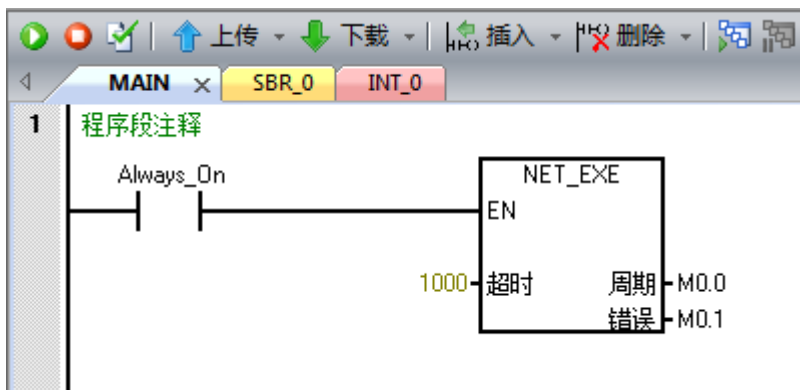 上传 下载 插入 删除
MAIN SBR_0 INT_0
1 程序段注释
Always_On NET_EXE
EN
1000 超时 周期 M0.0
错误 M0.1